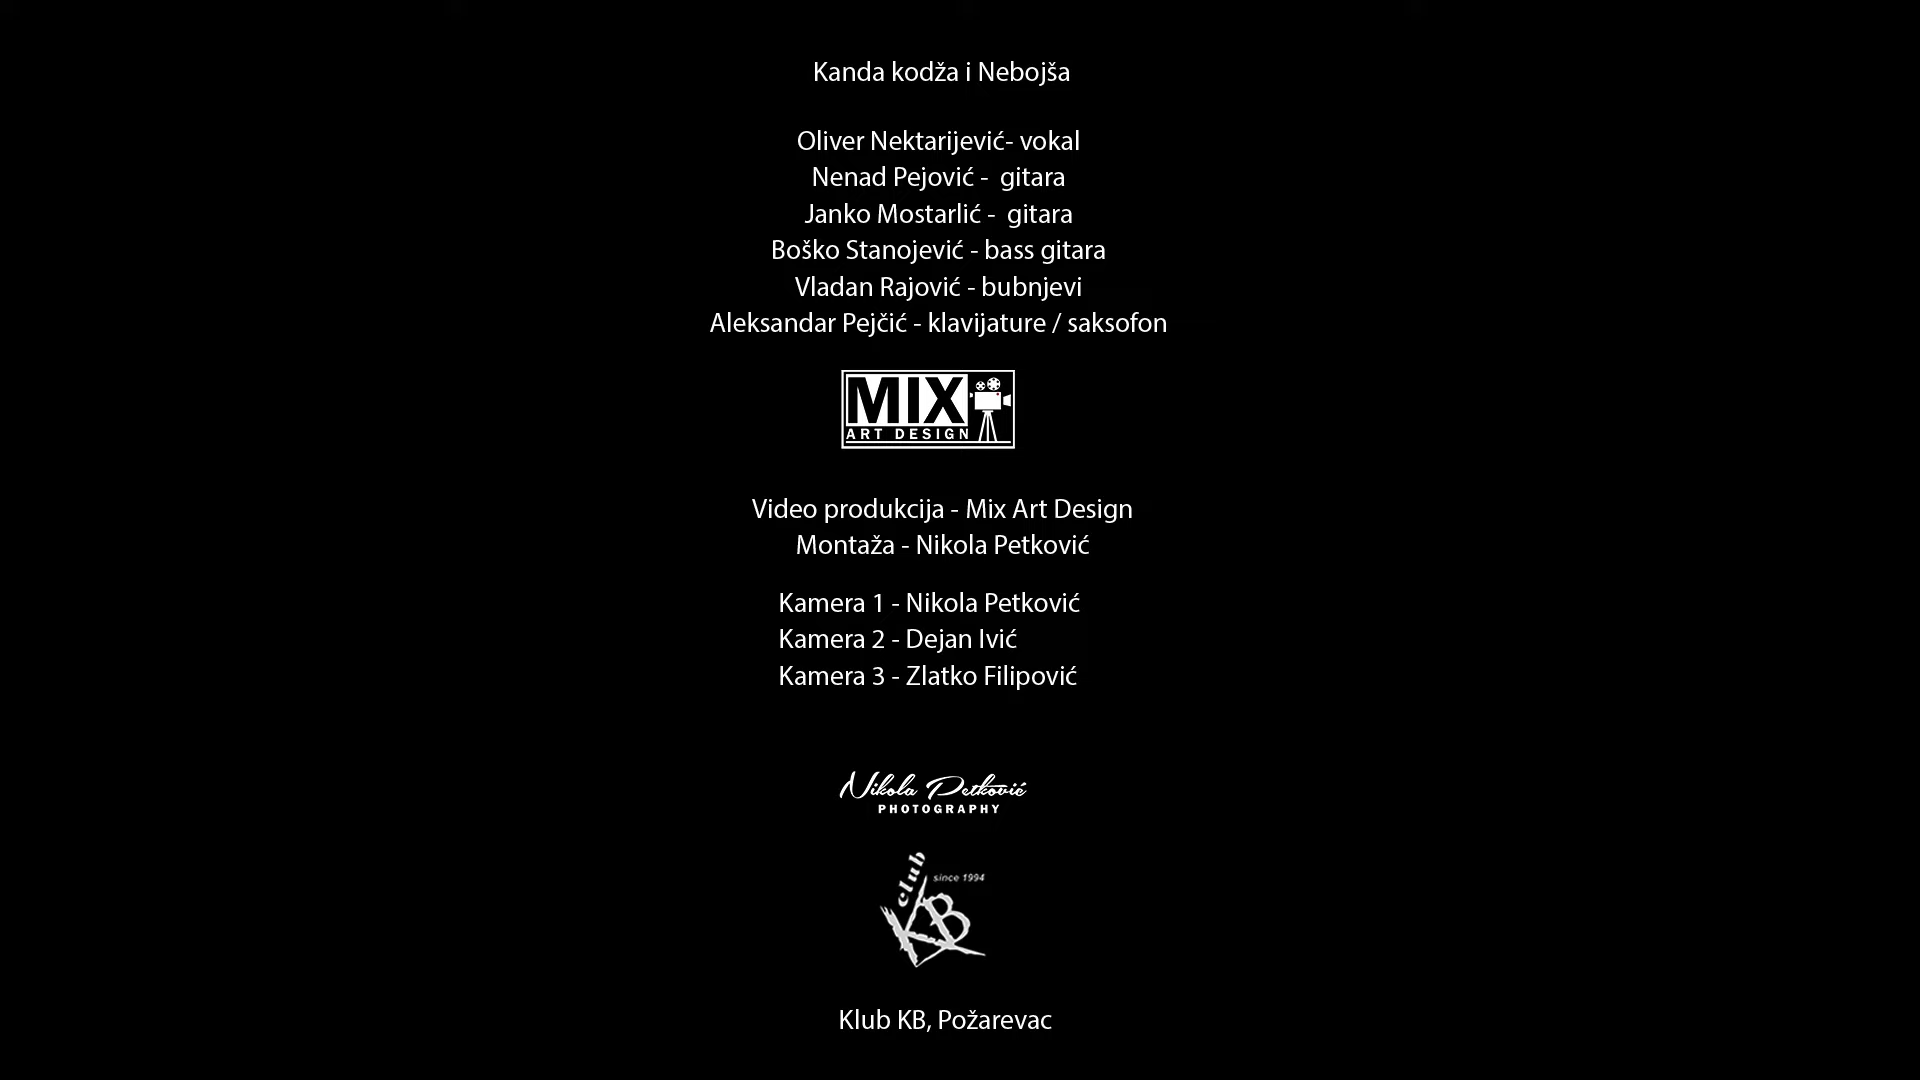 Kanda kodža i Nebojša
Oliver Nektarijević- vokal
Nenad Pejović -  gitara
Janko Mostarlić -  gitara
Boško Stanojević - bass gitara
Vladan Rajović - bubnjevi
Aleksandar Pejčić - klavijature / saksofon
MIX
ART DESIGN
Video produkcija - Mix Art Design
Montaža - Nikola Petković
Kamera 1 - Nikola Petković
Kamera 2 - Dejan Ivić
Kamera 3 - Zlatko Filipović
Nikola Petković
PHOTOGRAPHY
club
since 1994
KB
Klub KB, Požarevac